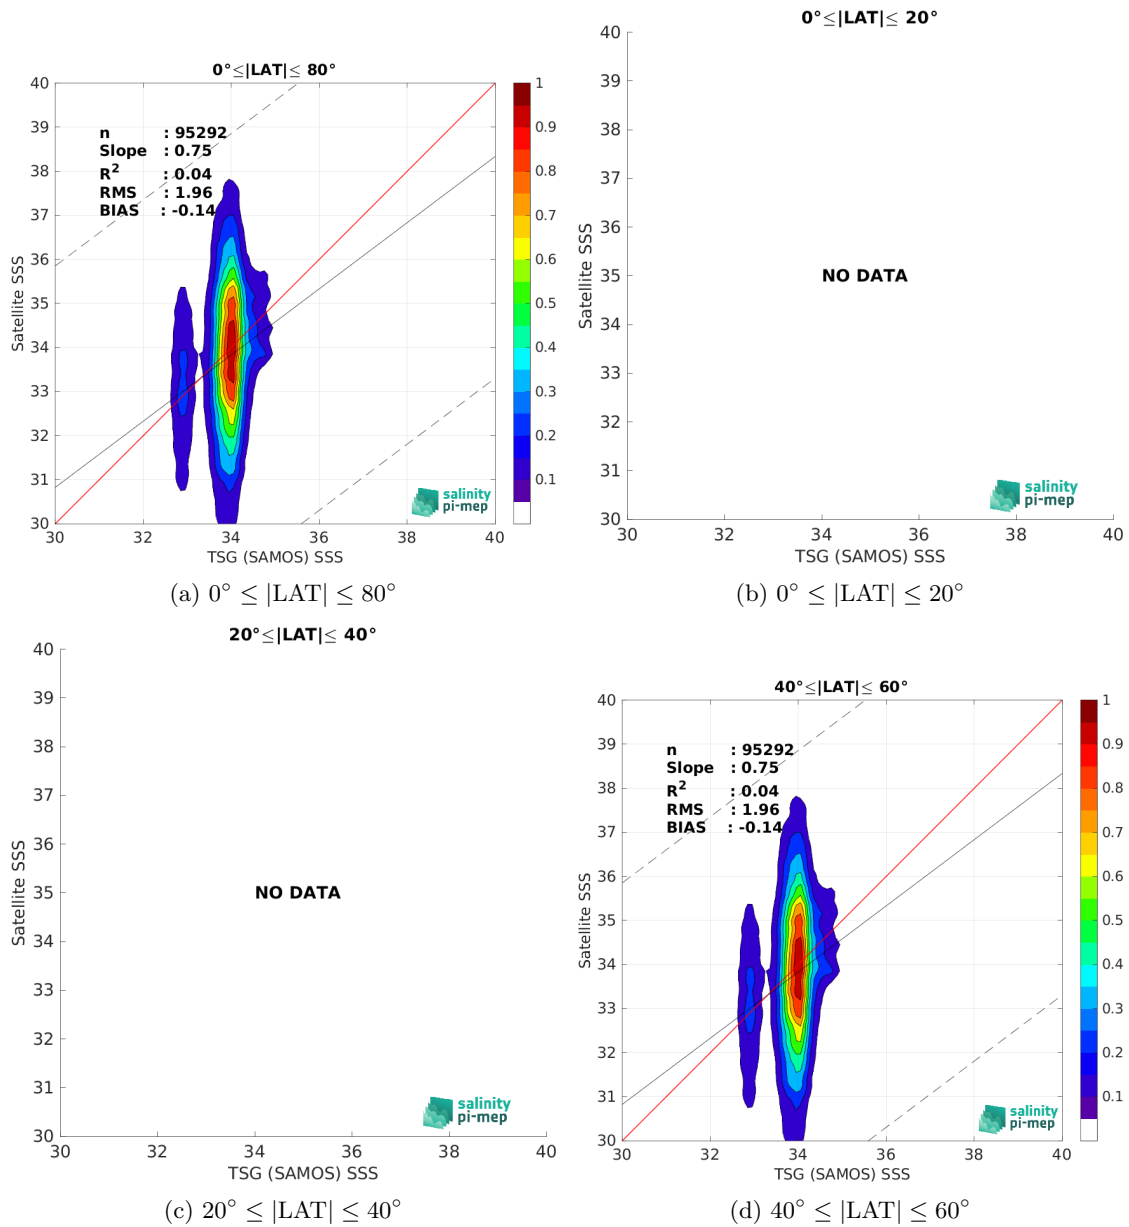 0°≤|LAT|≤ 80°
40
39
38
37
36
35
34
33
32
31
30
Satellite SSS
n : 95292
Slope : 0.75
R² : 0.04
RMS : 1.96
BIAS : -0.14
salinity
pi-mep
30 32 34 36 38 40
TSG (SAMOS) SSS
1
0.9
0.8
0.7
0.6
0.5
0.4
0.3
0.2
0.1
(a) 0° ≤ |LAT| ≤ 80°
0°≤|LAT|≤ 20°
40
39
38
37
36
35
34
33
32
31
30
Satellite SSS
NO DATA
salinity
pi-mep
30 32 34 36 38 40
TSG (SAMOS) SSS
(b) 0° ≤ |LAT| ≤ 20°
20°≤|LAT|≤ 40°
40
39
38
37
36
35
34
33
32
31
30
Satellite SSS
NO DATA
salinity
pi-mep
30 32 34 36 38 40
TSG (SAMOS) SSS
(c) 20° ≤ |LAT| ≤ 40°
40°≤|LAT|≤ 60°
40
39
38
37
36
35
34
33
32
31
30
Satellite SSS
n : 95292
Slope : 0.75
R² : 0.04
RMS : 1.96
BIAS : -0.14
salinity
pi-mep
30 32 34 36 38 40
TSG (SAMOS) SSS
1
0.9
0.8
0.7
0.6
0.5
0.4
0.3
0.2
0.1
(d) 40° ≤ |LAT| ≤ 60°